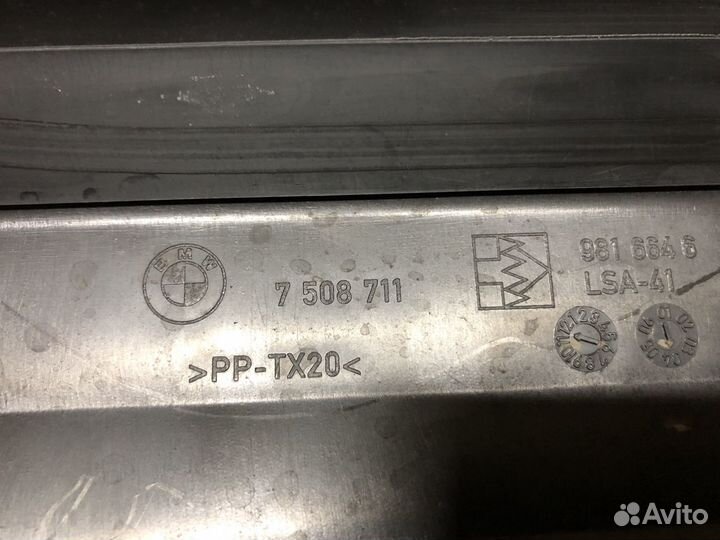 BMW
7 508 711
981 664 6
LSA-41
>PP-TX20<
Avito